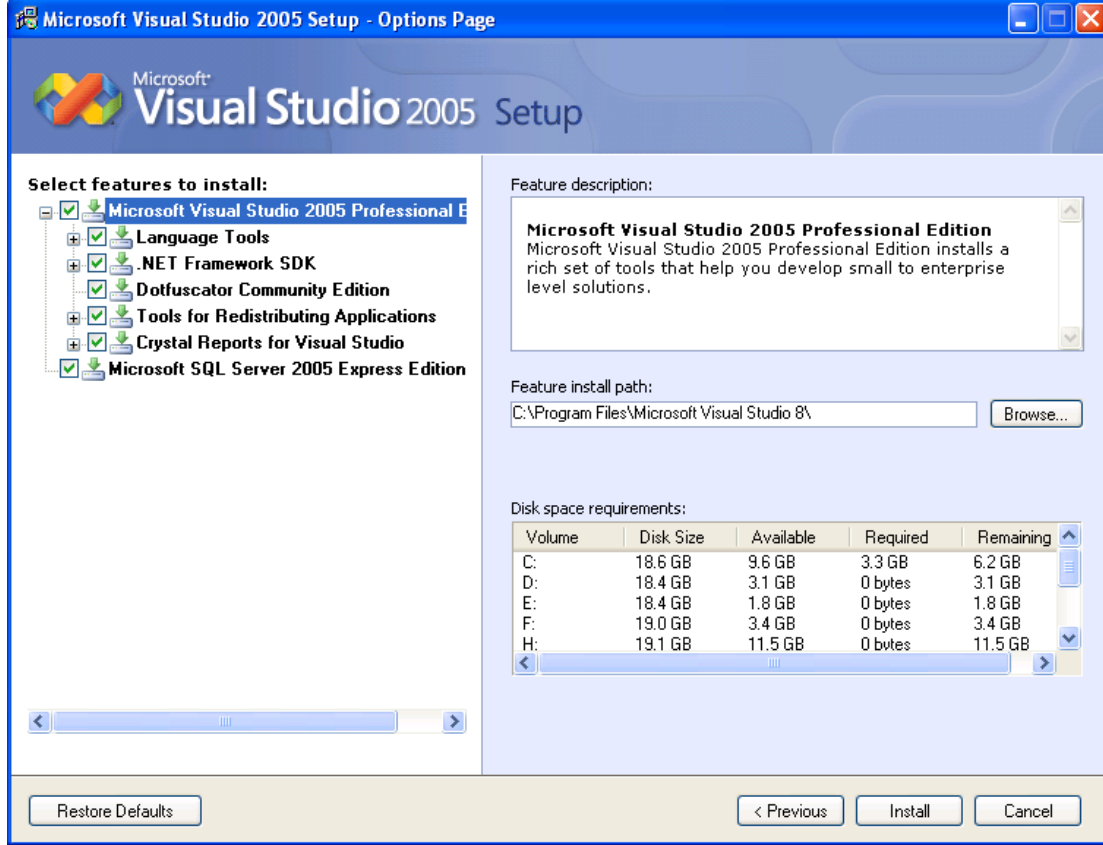 Microsoft Visual Studio 2005 Setup - Options Page
Microsoft
Visual Studio 2005 Setup
Select features to install:
Microsoft Visual Studio 2005 Professional E
Language Tools
.NET Framework SDK
Dotfuscator Community Edition
Tools for Redistributing Applications
Crystal Reports for Visual Studio
Microsoft SQL Server 2005 Express Edition
Feature description:
Microsoft Visual Studio 2005 Professional Edition
Microsoft Visual Studio 2005 Professional Edition installs a
rich set of tools that help you develop small to enterprise
level solutions.
Feature install path:
C:\Program Files\Microsoft Visual Studio 8\
Browse...
Disk space requirements:
Volume Disk Size Available Required Remaining
C: 18.6 GB 9.6 GB 3.3 GB 6.2 GB
D: 18.4 GB 3.1 GB 0 bytes 3.1 GB
E: 18.4 GB 1.8 GB 0 bytes 1.8 GB
F: 19.0 GB 3.4 GB 0 bytes 3.4 GB
H: 19.1 GB 11.5 GB 0 bytes 11.5 GB
Restore Defaults
< Previous
Install
Cancel